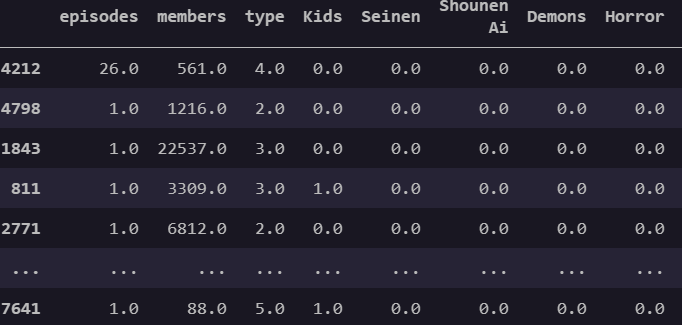 episodes members type Kids Seinen Shounen Ai Demons Horror
4212 26.0 561.0 4.0 0.0 0.0 0.0 0.0 0.0
4798 1.0 1216.0 2.0 0.0 0.0 0.0 0.0 0.0
1843 1.0 22537.0 3.0 0.0 0.0 0.0 0.0 0.0
811 1.0 3309.0 3.0 1.0 0.0 0.0 0.0 0.0
2771 1.0 6812.0 2.0 0.0 0.0 0.0 0.0 0.0
... ... ... ... ... ... ... ... ...
7641 1.0 88.0 5.0 1.0 0.0 0.0 0.0 0.0